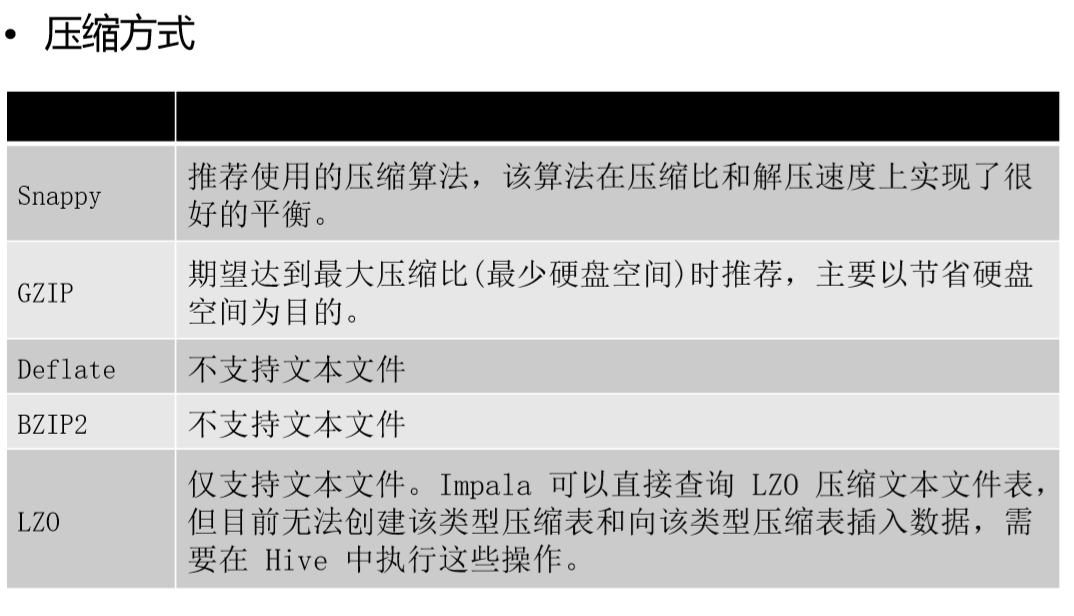 • 压缩方式
Snappy
推荐使用的压缩算法，该算法在压缩比和解压速度上实现了很
好的平衡。
GZIP
期望达到最大压缩比(最少硬盘空间)时推荐，主要以节省硬盘
空间为目的。
Deflate
不支持文本文件
BZIP2
不支持文本文件
LZO
仅支持文本文件。Impala 可以直接查询 LZO 压缩文本文件表，
但目前无法创建该类型压缩表和向该类型压缩表插入数据，需
要在 Hive 中执行这些操作。